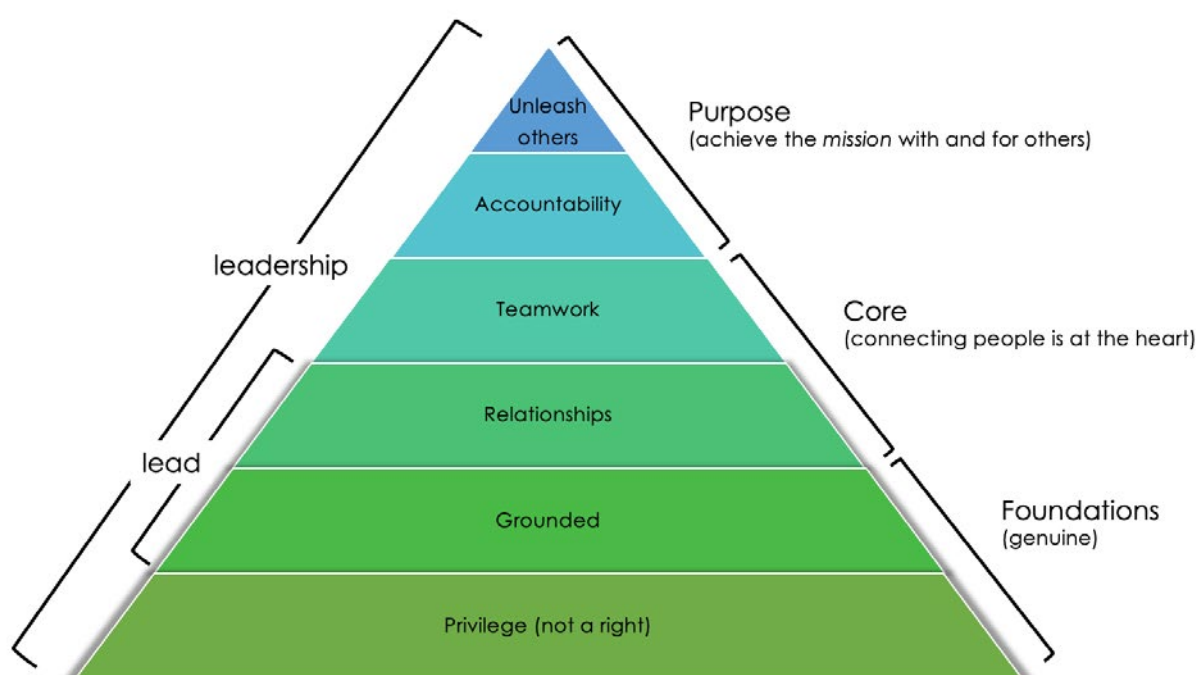 Unleash
others
Purpose
(achieve the mission with and for others)
Accountability
leadership
Teamwork
Core
(connecting people is at the heart)
Relationships
lead
Grounded
Foundations
(genuine)
Privilege (not a right)